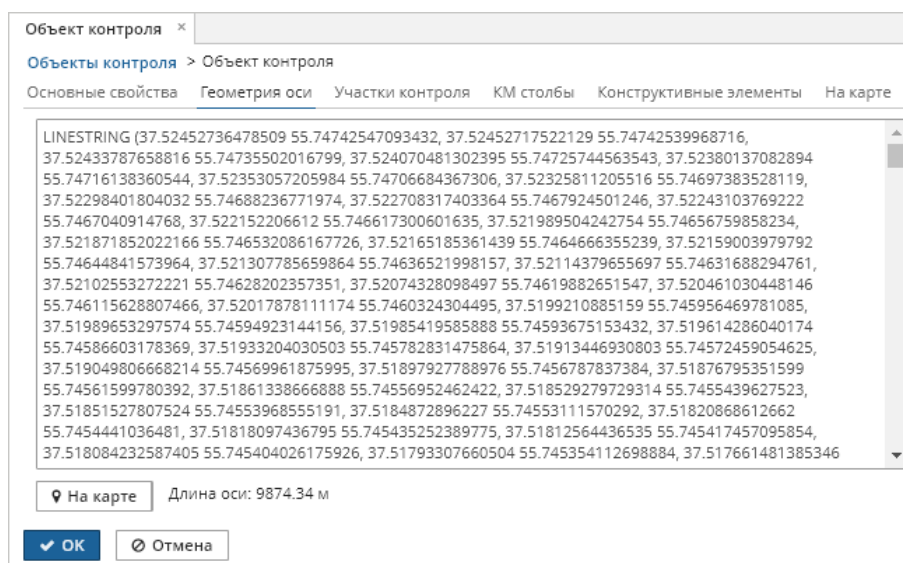 Объект контроля ×
Объекты контроля > Объект контроля
Основные свойства Геометрия оси Участки контроля КМ столбы Конструктивные элементы На карте
LINESTRING (37.52452736478509 55.74742547093432, 37.52452717522129 55.74742539968716,
37.52433787658816 55.74735502016799, 37.524070481302395 55.74725744563543, 37.52380137082894
55.74716138360544, 37.52353057205984 55.74706684367306, 37.52325811205516 55.74697383528119,
37.52298401804032 55.74688236771974, 37.522708317403364 55.7467924501246, 37.52243103769222
55.7467040914768, 37.522152206612 55.746617300601635, 37.521989504242754 55.74656759858234,
37.521871852022166 55.746532086167726, 37.52165185361439 55.7464666355239, 37.52159003979792
55.74644841573964, 37.521307785659864 55.74636521998157, 37.52114379655697 55.74631688294761,
37.52102553272221 55.74628202357351, 37.52074328098497 55.74619882651547, 37.520461030448146
55.746115628807466, 37.52017878111174 55.7460324304495, 37.5199210885159 55.745956469781085,
37.51989653297574 55.74594923144156, 37.519854195858​88 55.74593675153432, 37.519614286040174
55.74586603178369, 37.51933204030503 55.745782831475864, 37.51913446930803 55.74572459054625,
37.519049806668214 55.74569961875995, 37.51897927788976 55.7456787837384, 37.51876795351599
55.74561599780392, 37.51861338666888 55.74556952462422, 37.518529279729314 55.7455439627523,
37.51851527807524 55.74553968555191, 37.5184872896227 55.74553111570292, 37.51820868612662
55.7454441036481, 37.51818097436795 55.745435252389775, 37.51812564436535 55.745417457095854,
37.518084232587405 55.745404026175926, 37.51793307660504 55.745354112698884, 37.517661481385346
На карте Длина оси: 9874.34 м
ОК Отмена